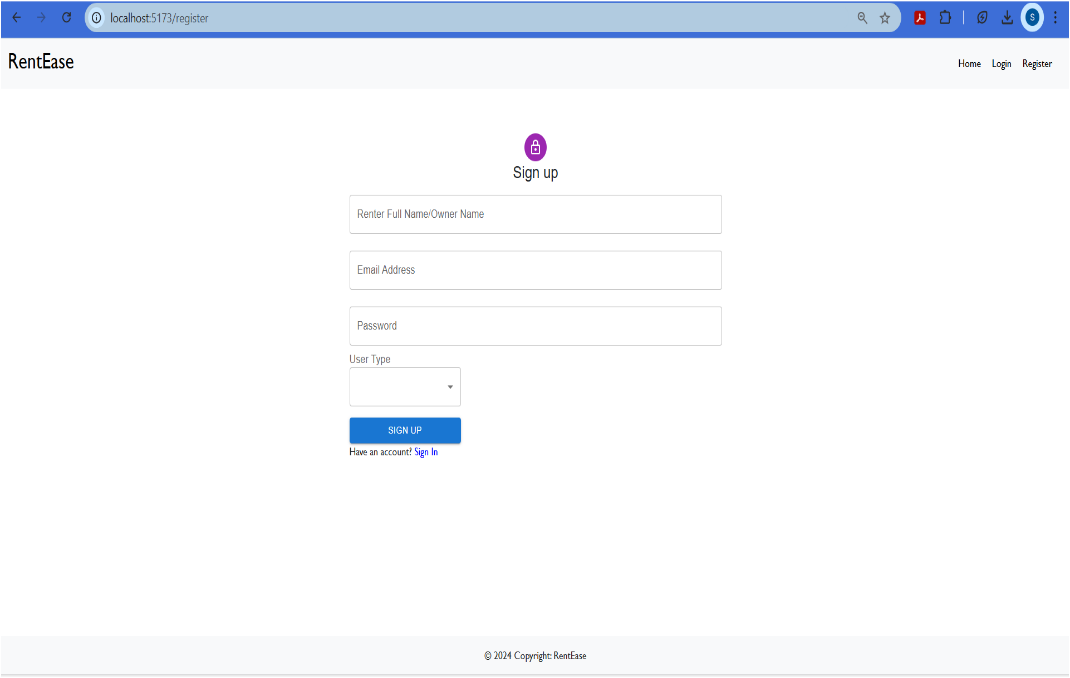 localhost:5173/register
S
RentEase
Home Login Register
Sign up
Renter Full Name/Owner Name
Email Address
Password
User Type
SIGN UP
Have an account? Sign In
© 2024 Copyright: RentEase